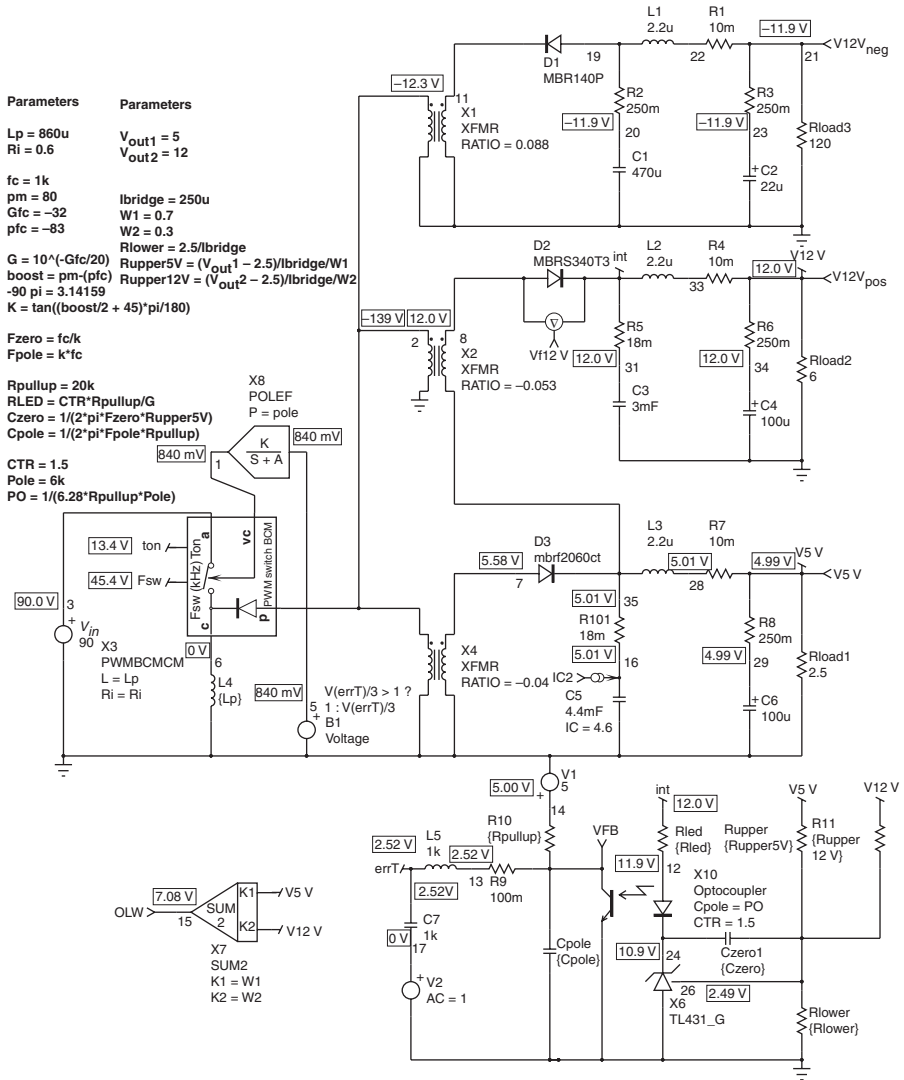 L1
2.2u
R1
10m
−11.9 V
V12V neg
21
22
19
D1
MBR140P
−12.3 V
11
X1
XFMR
RATIO = 0.088
R2
250m
−11.9 V
20
C1
470u
R3
250m
−11.9 V
23
+C2
22u
Rload3
120
Parameters
Lp = 860u
Ri = 0.6
fc = 1k
pm = 80
Gfc = −32
pfc = −83
G = 10^(-Gfc/20)
boost = pm-(pfc)
-90 pi = 3.14159
K = tan((boost/2 + 45)*pi/180)
Fzero = fc/k
Fpole = k*fc
Rpullup = 20k
RLED = CTR*Rpullup/G
Czero = 1/(2*pi*Fzero*Rupper5V)
Cpole = 1/(2*pi*Fpole*Rpullup)
CTR = 1.5
Pole = 6k
PO = 1/(6.28*Rpullup*Pole)
Parameters
Vout1 = 5
Vout2 = 12
Ibridge = 250u
W1 = 0.7
W2 = 0.3
Rlower = 2.5/Ibridge
Rupper5V = (Vout1 − 2.5)/Ibridge/W1
Rupper12V = (Vout2 − 2.5)/Ibridge/W2
D2
MBRS340T3
int
L2
2.2u
R4
10m
12.0 V
V12 V
V12Vpos
33
−139 V
12.0 V
2
8
X2
XFMR
RATIO = −0.053
Vf12 V
R5
18m
12.0 V
31
C3
3mF
R6
250m
12.0 V
34
+C4
100u
Rload2
6
X8
POLEF
P = pole
K
S + A
840 mV
840 mV
1
13.4 V
ton
45.4 V
Fsw
Fsw (kHz) Ton
a
vc
c
p
PWM switch BCM
90.0 V
3
+
Vin
90
X3
PWMBCMCM
L = Lp
Ri = Ri
0 V
6
L4
{Lp}
840 mV
V(errT)/3 > 1 ?
1 : V(errT)/3
5
+
B1
Voltage
5.58 V
7
D3
mbrf2060ct
X4
XFMR
RATIO = −0.04
L3
2.2u
R7
10m
5.01 V
28
4.99 V
V5 V
V5 V
5.01 V
35
R101
18m
5.01 V
16
IC2
C5
4.4mF
IC = 4.6
R8
250m
4.99 V
29
+C6
100u
Rload1
2.5
V1
5
5.00 V
+
14
R10
{Rpullup}
VFB
int
12.0 V
Rled
{Rled}
11.9 V
12
Rupper
{Rupper5V}
V5 V
R11
{Rupper
12 V}
V12 V
2.52 V
errT
L5
1k
2.52 V
13
R9
100m
2.52V
C7
1k
0 V
17
+
V2
AC = 1
Cpole
{Cpole}
X10
Optocoupler
Cpole = PO
CTR = 1.5
10.9 V
24
Czero1
{Czero}
26
2.49 V
X6
TL431_G
Rlower
{Rlower}
OLW
7.08 V
15
SUM
2
K1
K2
V5 V
V12 V
X7
SUM2
K1 = W1
K2 = W2